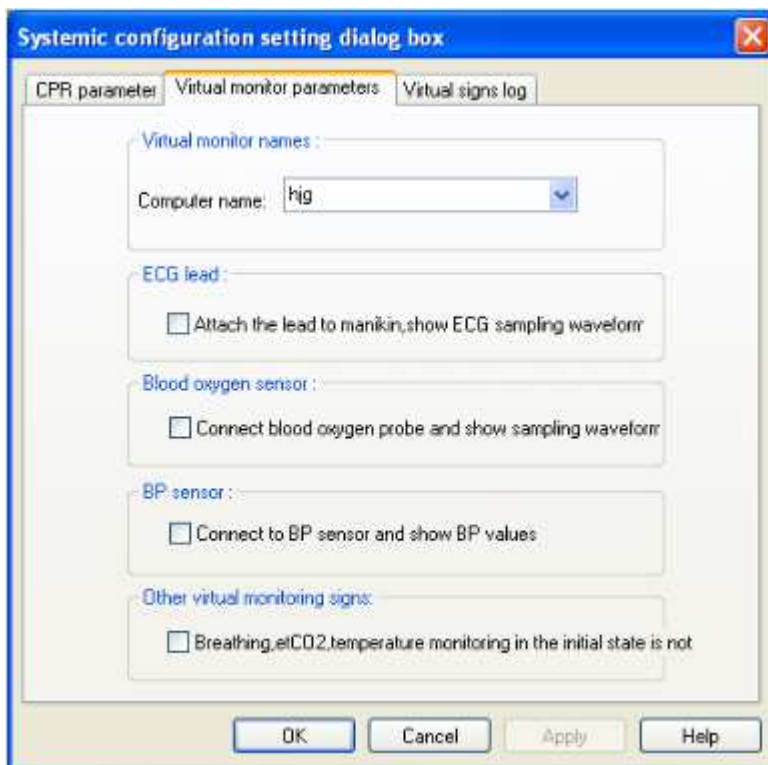 Systemic configuration setting dialog box
CPR parameter Virtual monitor parameters Virtual signs log
Virtual monitor names :
Computer name: hjg
ECG lead :
Attach the lead to manikin,show ECG sampling waveform
Blood oxygen sensor :
Connect blood oxygen probe and show sampling waveform
BP sensor :
Connect to BP sensor and show BP values
Other virtual monitoring signs:
Breathing,etCO2,temperature monitoring in the initial state is not
OK Cancel Apply Help